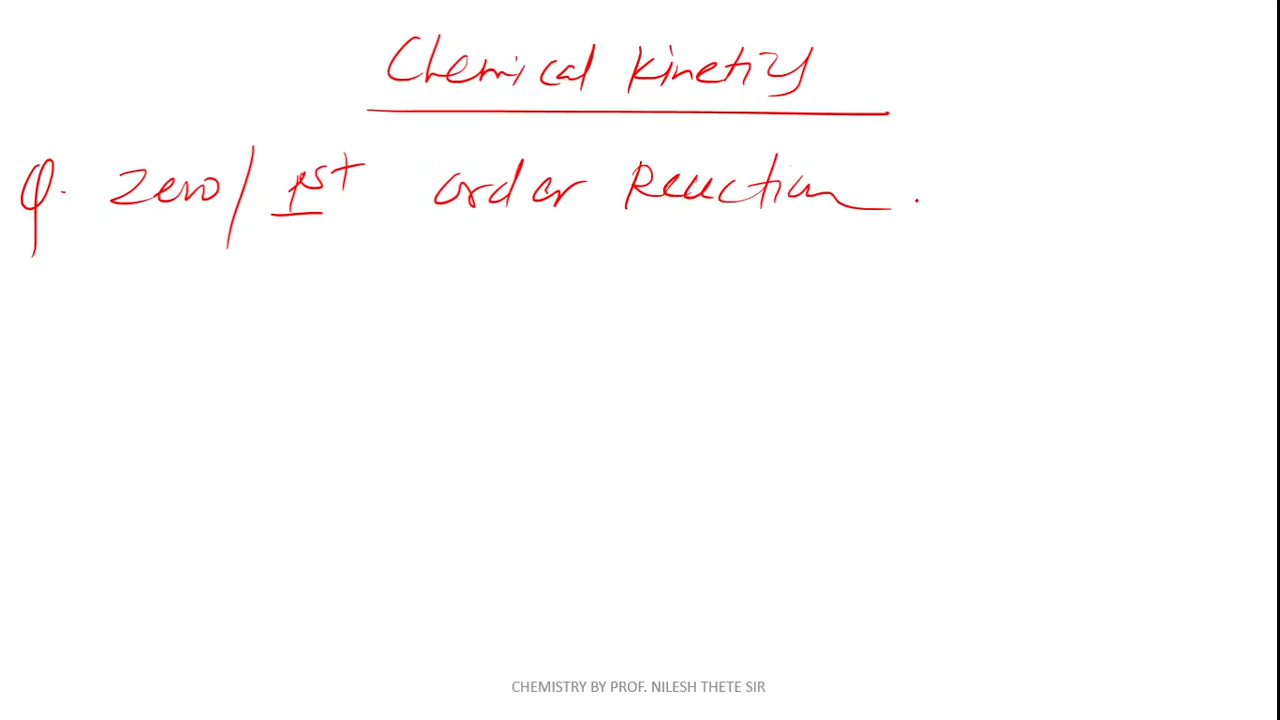 Chemical Kinetics
Q. Zero/1st order Reaction.
CHEMISTRY BY PROF. NILESH THETE SIR